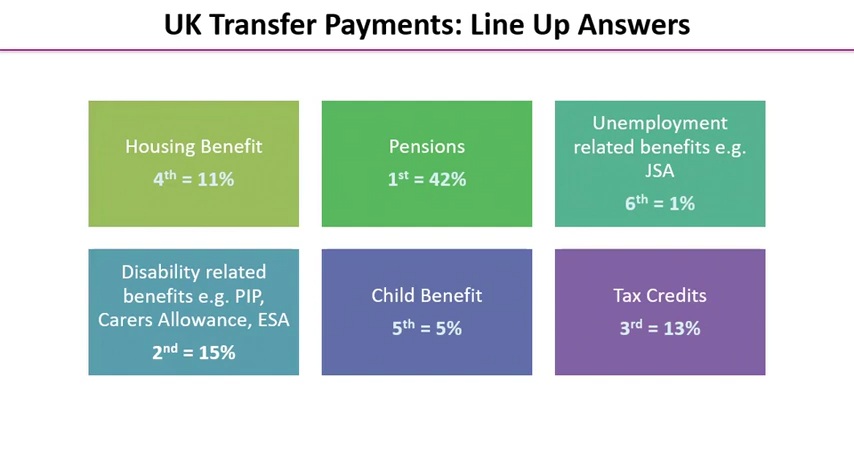 UK Transfer Payments: Line Up Answers
Housing Benefit
4th = 11%
Pensions
1st = 42%
Unemployment
related benefits e.g.
JSA
6th = 1%
Disability related
benefits e.g. PIP,
Carers Allowance, ESA
2nd = 15%
Child Benefit
5th = 5%
Tax Credits
3rd = 13%